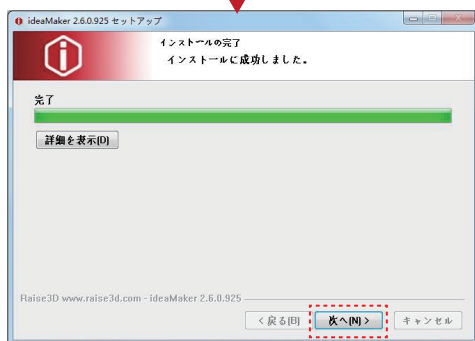 ideaMaker 2.6.0.925 セットアップ
インストールの完了
インストールに成功しました。
完了
詳細を表示(D)
Raise3D www.raise3d.com - ideaMaker 2.6.0.925
< 戻る(B) 次へ(N) > キャンセル